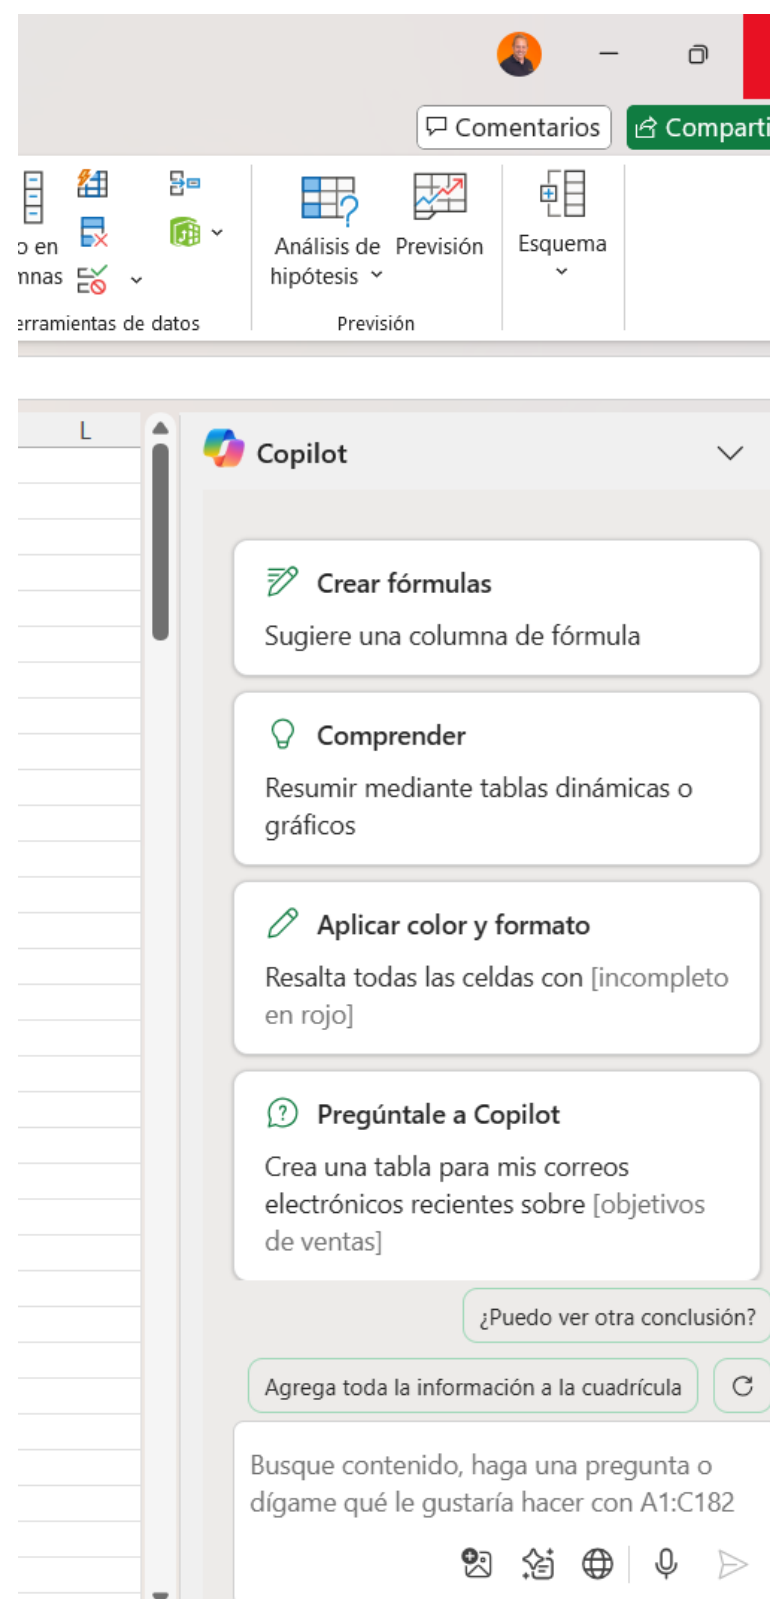 Comentarios
Comparti
o en
mnas
Análisis de
hipótesis
Previsión
Esquema
erramientas de datos
Previsión
L
Copilot
Crear fórmulas
Sugiere una columna de fórmula
Comprender
Resumir mediante tablas dinámicas o
gráficos
Aplicar color y formato
Resalta todas las celdas con [incompleto
en rojo]
Pregúntale a Copilot
Crea una tabla para mis correos
electrónicos recientes sobre [objetivos
de ventas]
¿Puedo ver otra conclusión?
Agrega toda la información a la cuadrícula
Busque contenido, haga una pregunta o
dígame qué le gustaría hacer con A1:C182